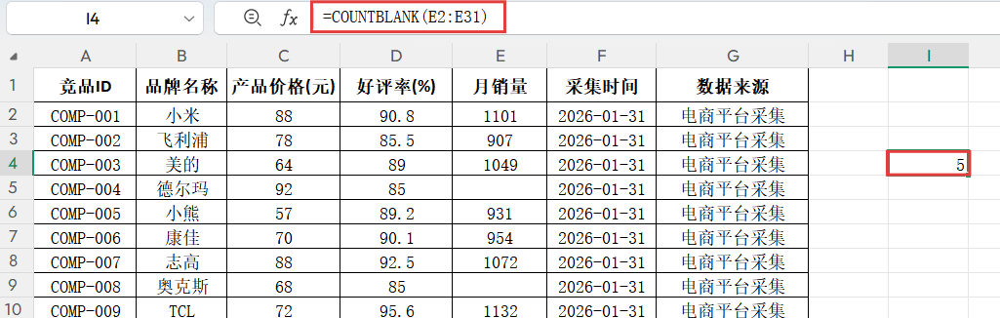 I4 fx =COUNTBLANK(E2:E31)
A B C D E F G H I
1 竞品ID 品牌名称 产品价格(元) 好评率(%) 月销量 采集时间 数据来源
2 COMP-001 小米 88 90.8 1101 2026-01-31 电商平台采集
3 COMP-002 飞利浦 78 85.5 907 2026-01-31 电商平台采集
4 COMP-003 美的 64 89 1049 2026-01-31 电商平台采集 5
5 COMP-004 德尔玛 92 85 2026-01-31 电商平台采集
6 COMP-005 小熊 57 89.2 931 2026-01-31 电商平台采集
7 COMP-006 康佳 70 90.1 954 2026-01-31 电商平台采集
8 COMP-007 志高 88 92.5 1072 2026-01-31 电商平台采集
9 COMP-008 奥克斯 68 85 2026-01-31 电商平台采集
10 COMP-009 TCL 72 95.6 1132 2026-01-31 电商平台采集